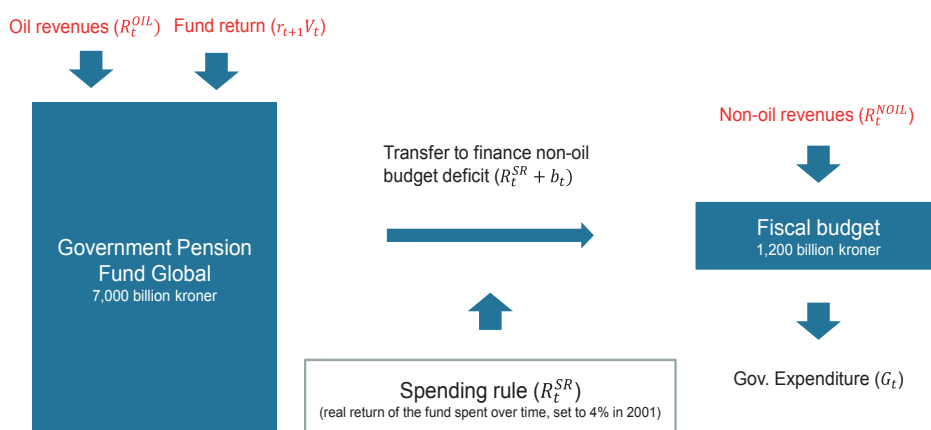 Oil revenues (R_t^{OIL})
Fund return (r_{t+1}V_t)
Government Pension
Fund Global
7,000 billion kroner
Transfer to finance non-oil
budget deficit (R_t^{SR} + b_t)
Spending rule (R_t^{SR})
(real return of the fund spent over time, set to 4% in 2001)
Non-oil revenues (R_t^{NOIL})
Fiscal budget
1,200 billion kroner
Gov. Expenditure (G_t)